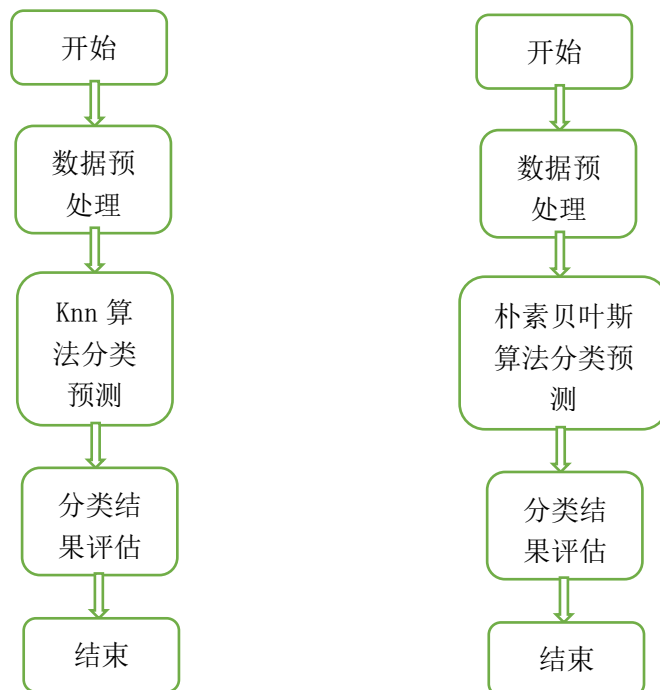 开始
数据预
处理
Knn 算
法分类
预测
分类结
果评估
结束
开始
数据预
处理
朴素贝叶斯
算法分类预
测
分类结
果评估
结束